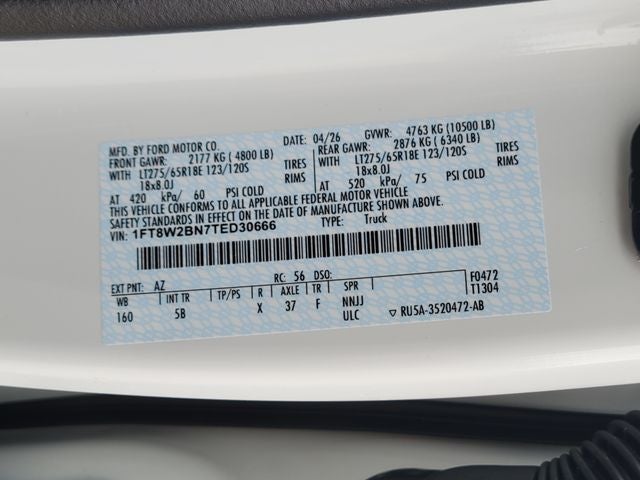 MFD. BY FORD MOTOR CO. DATE: 04/26 GVWR: 4763 KG (10500 LB)
FRONT GAWR: 2177 KG ( 4800 LB) REAR GAWR: 2876 KG ( 6340 LB)
WITH LT275/65R18E 123/120S TIRES WITH LT275/65R18E 123/120S TIRES
18x8.0J RIMS 18x8.0J RIMS
AT 420 kPa/ 60 PSI COLD AT 520 kPa/ 75 PSI COLD
THIS VEHICLE CONFORMS TO ALL APPLICABLE FEDERAL MOTOR VEHICLE
SAFETY AND THEFT PREVENTION STANDARDS IN EFFECT ON THE DATE OF MANUFACTURE SHOWN ABOVE.
VIN: 1FT8W2BN7TED30666 TYPE: Truck
EXT PNT: AZ RC: 56 DSO: F0472
WB INT TR TP/PS R AXLE TR SPR T1304
160 5B X 37 F NNJJ
ULC ▽ RU5A-3520472-AB